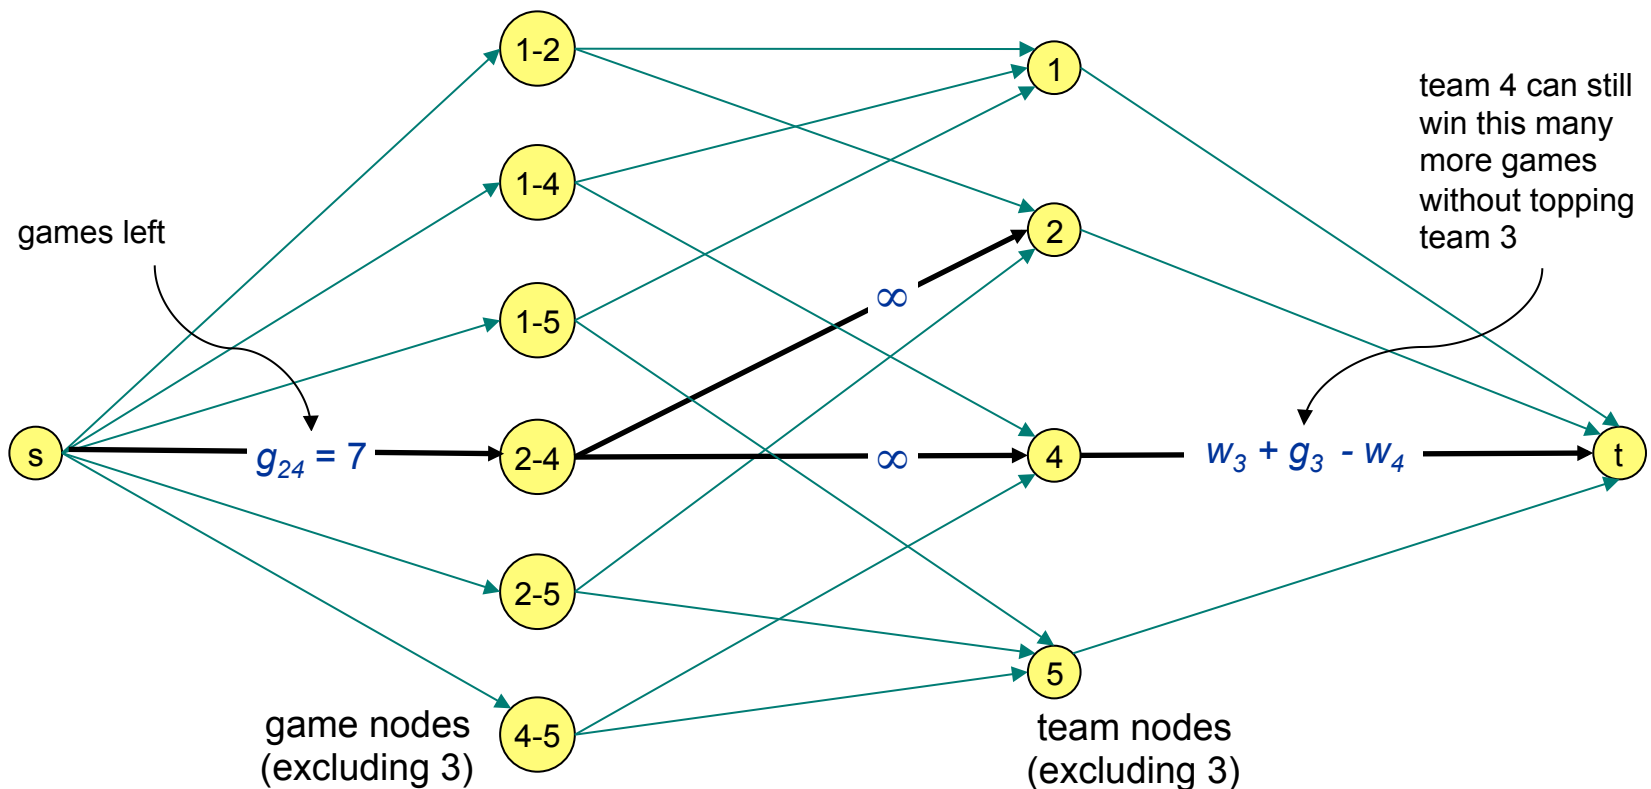 1-2
1
team 4 can still
win this many
more games
without topping
team 3
1-4
games left
2
∞
1-5
s
g24 = 7
2-4
∞
4
w3 + g3 - w4
t
2-5
5
4-5
game nodes
(excluding 3)
team nodes
(excluding 3)